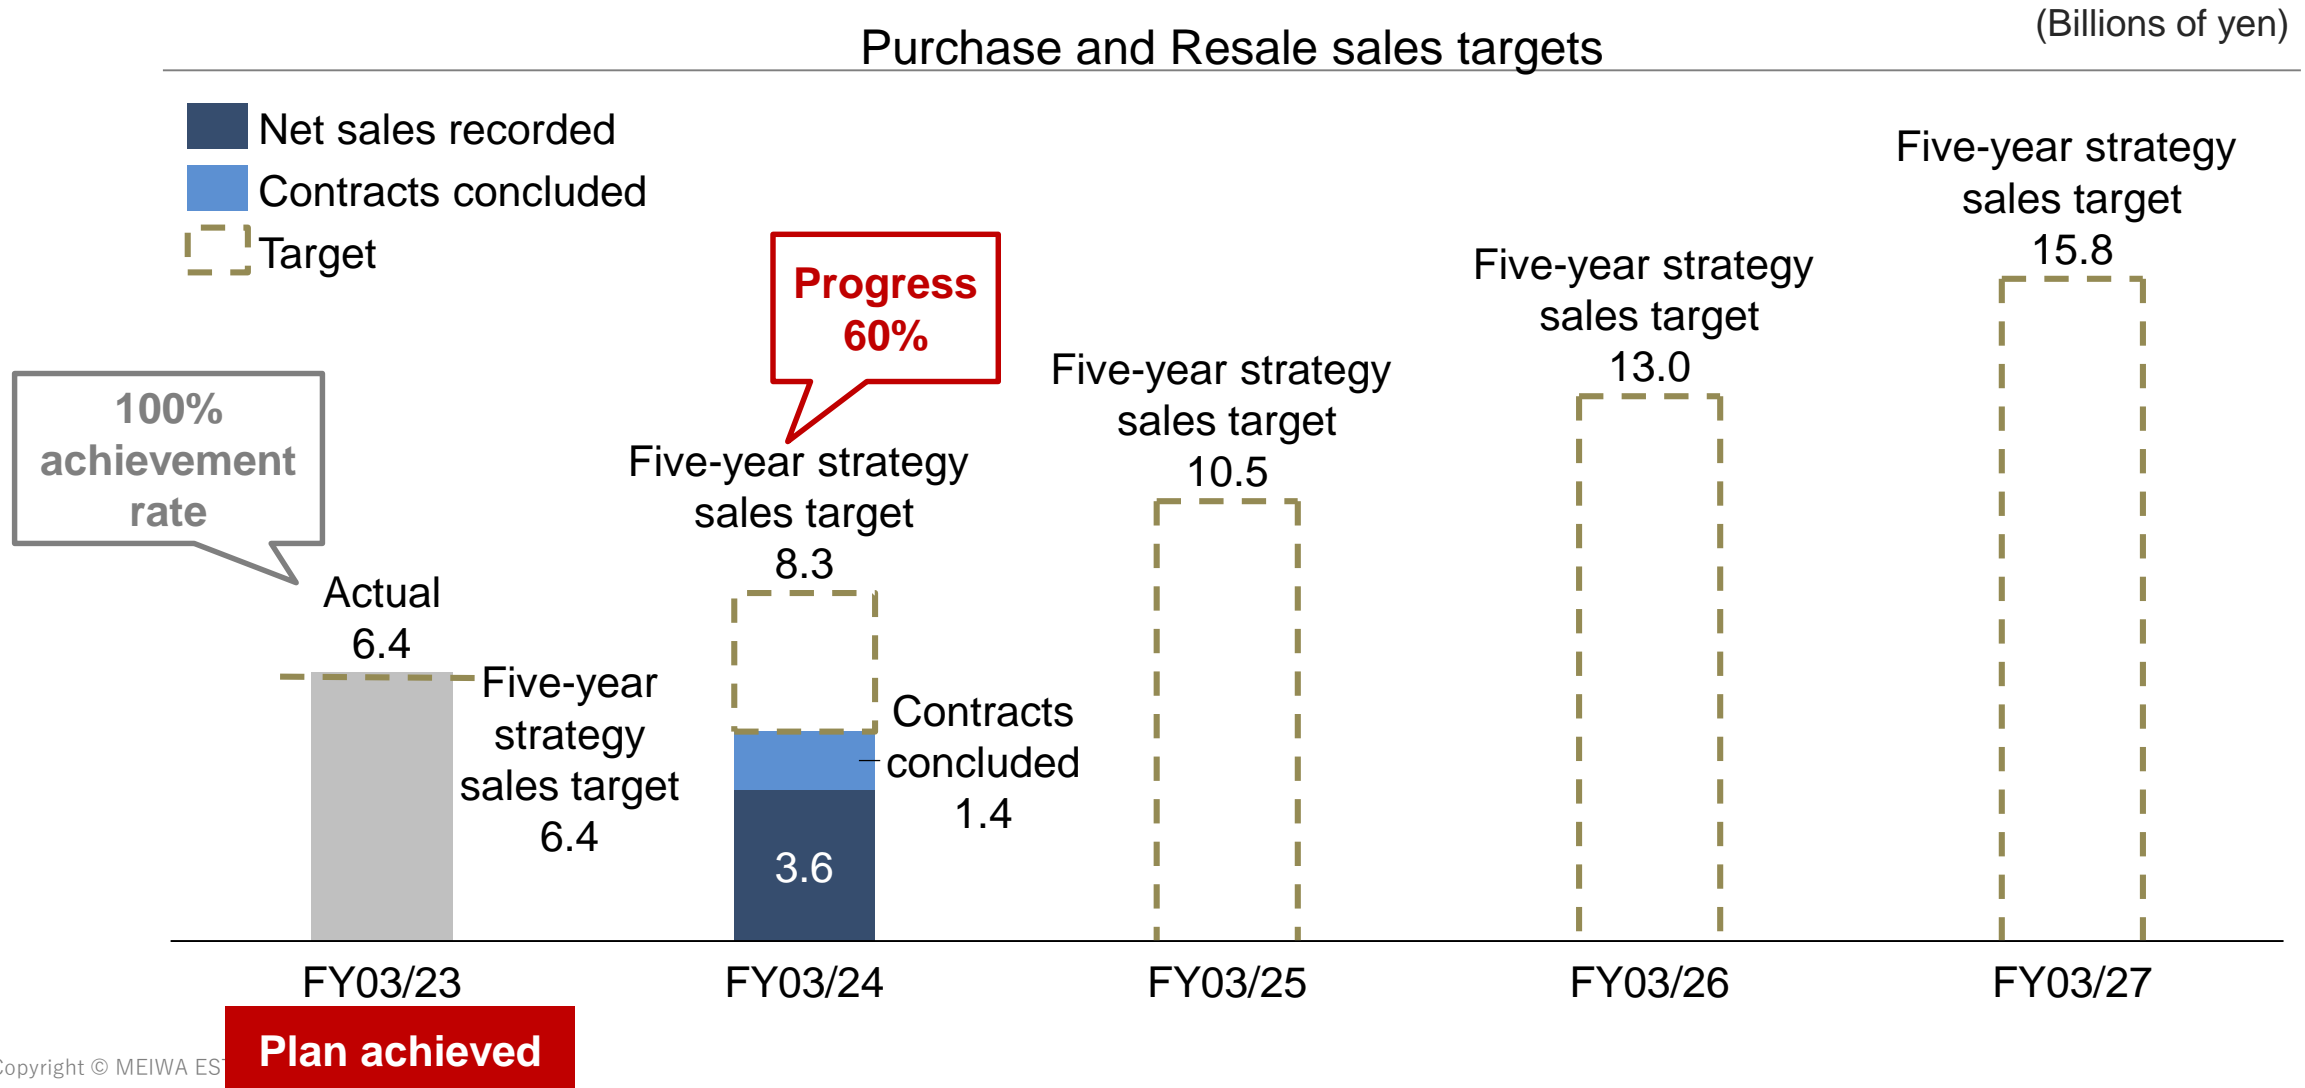 (Billions of yen)
Purchase and Resale sales targets
Net sales recorded
Contracts concluded
Target
Progress
60%
100%
achievement
rate
Actual
6.4
Five-year
strategy
sales target
6.4
Five-year strategy
sales target
8.3
Contracts
concluded
1.4
3.6
Five-year strategy
sales target
10.5
Five-year strategy
sales target
13.0
Five-year strategy
sales target
15.8
FY03/23
FY03/24
FY03/25
FY03/26
FY03/27
Plan achieved
Copyright © MEIWA EST